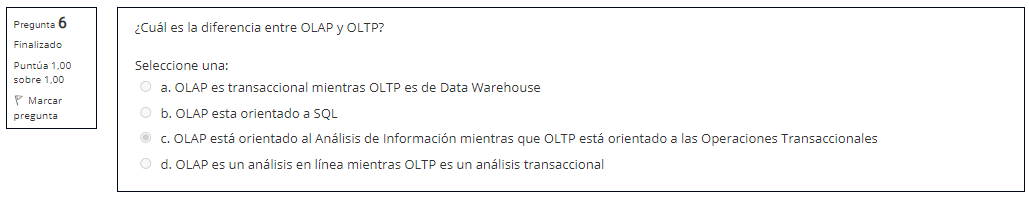 Pregunta 6
Finalizado
Puntúa 1,00
sobre 1,00
Marcar
pregunta
¿Cuál es la diferencia entre OLAP y OLTP?
Seleccione una:
a. OLAP es transaccional mientras OLTP es de Data Warehouse
b. OLAP esta orientado a SQL
c. OLAP está orientado al Análisis de Información mientras que OLTP está orientado a las Operaciones Transaccionales
d. OLAP es un análisis en línea mientras OLTP es un análisis transaccional